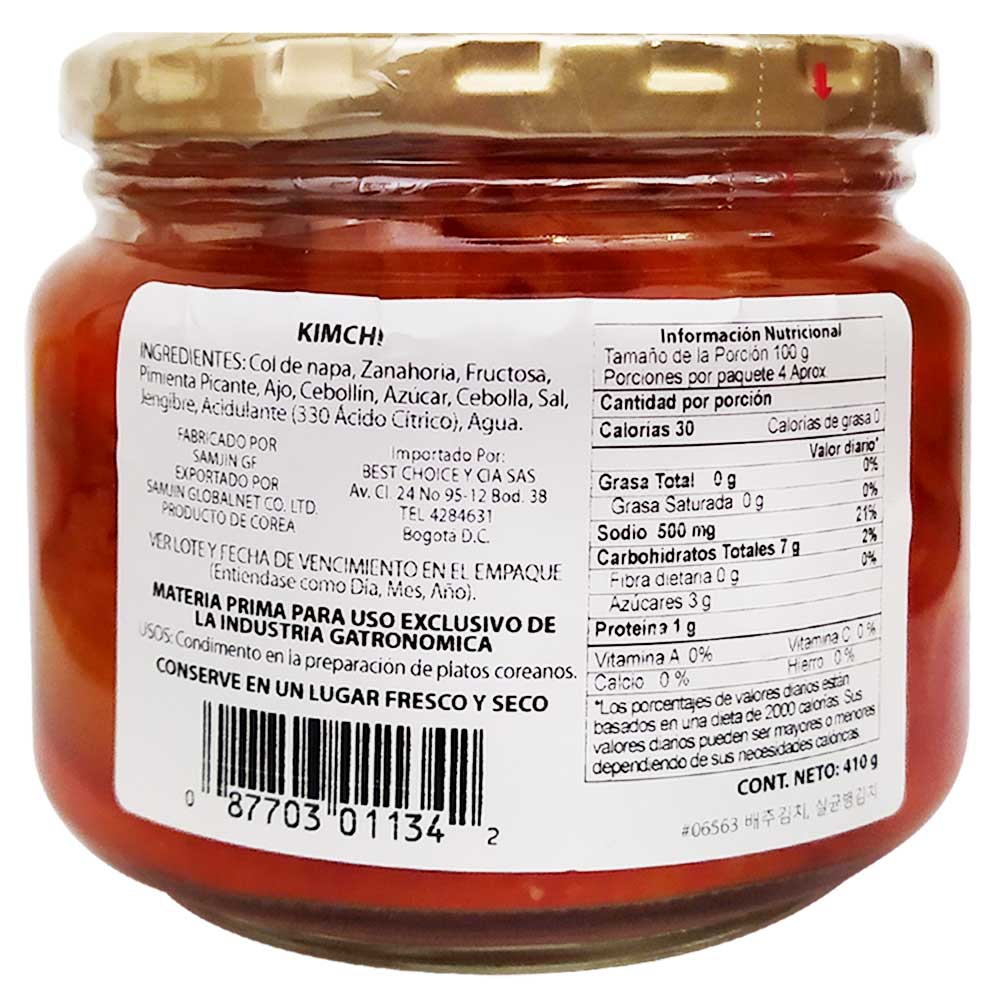 KIMCHI
INGREDIENTES: Col de napa, Zanahoria, Fructosa,
Pimienta Picante, Ajo, Cebollin, Azúcar, Cebolla, Sal,
Jengibre, Acidulante (330 Ácido Cítrico), Agua.
FABRICADO POR
SAMJIN GF
EXPORTADO POR
SAMJIN GLOBALNET CO. LTD.
PRODUCTO DE COREA
Importado Por:
BEST CHOICE Y CIA SAS
Av. Cl. 24 No 95-12 Bod. 38
TEL 4284631
Bogotá D.C.
VER LOTE Y FECHA DE VENCIMIENTO EN EL EMPAQUE
(Entiendase como Día, Mes, Año).
MATERIA PRIMA PARA USO EXCLUSIVO DE
LA INDUSTRIA GATRONOMICA
USOS: Condimento en la preparación de platos coreanos.
CONSERVE EN UN LUGAR FRESCO Y SECO
0 87703 01134 2
Información Nutricional
Tamaño de la Porción 100 g
Porciones por paquete 4 Aprox
Cantidad por porción
Calorías 30 Calorías de grasa 0
Valor diario*
Grasa Total 0 g 0%
Grasa Saturada 0 g 0%
Sodio 500 mg 21%
Carbohidratos Totales 7 g 2%
Fibra dietaria 0 g 0%
Azúcares 3 g
Proteína 1 g
Vitamina A 0% Vitamina C 0 %
Calcio 0 % Hierro 0 %
*Los porcentajes de valores diarios están
basados en una dieta de 2000 calorías. Sus
valores diarios pueden ser mayores o menores
dependiendo de sus necesidades calóricas.
CONT. NETO: 410 g
#06563 배추김치, 살균병김치